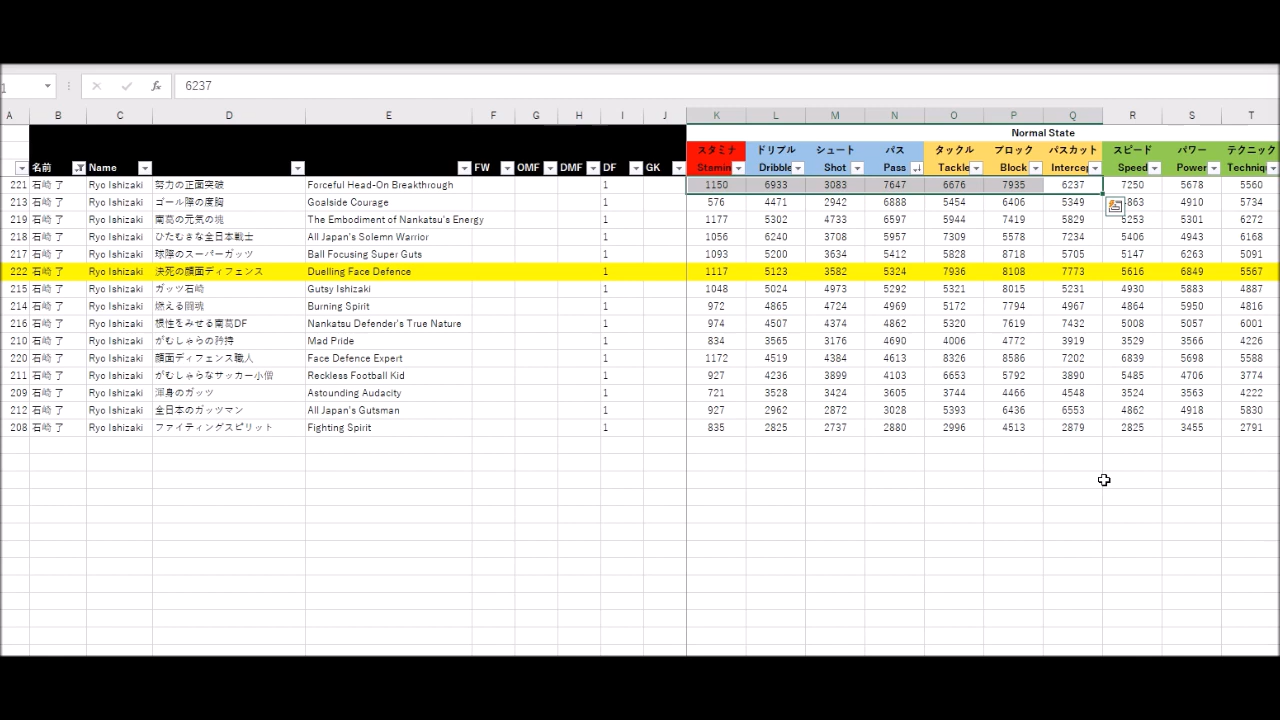 6237
A B C D E F G H I J K L M N O P Q R S T
Normal State
スタミナ ドリブル シュート パス タックル ブロック パスカット スピード パワー テクニック
名前 Name FW OMF DMF DF GK Stamin Dribble Shot Pass Tackle Block Intercep Speed Power Techniqu
221 石崎 了 Ryo Ishizaki 努力の正面突破 Forceful Head-On Breakthrough 1 1150 6933 3083 7647 6676 7935 6237 7250 5678 5560
213 石崎 了 Ryo Ishizaki ゴール際の度胸 Goalside Courage 1 576 4471 2942 6888 5454 6406 5349 863 4910 5734
219 石崎 了 Ryo Ishizaki 南葛の元気の塊 The Embodiment of Nankatsu's Energy 1 1177 5302 4733 6597 5944 7419 5829 5253 5301 6272
218 石崎 了 Ryo Ishizaki ひたむきな全日本戦士 All Japan's Solemn Warrior 1 1056 6240 3708 5957 7309 5578 7234 5406 4943 6168
217 石崎 了 Ryo Ishizaki 球際のスーパーガッツ Ball Focusing Super Guts 1 1093 5200 3634 5412 5828 8718 5705 5147 6263 5091
222 石崎 了 Ryo Ishizaki 決死の顔面ディフェンス Duelling Face Defence 1 1117 5123 3582 5324 7936 8108 7773 5616 6849 5567
215 石崎 了 Ryo Ishizaki ガッツ石崎 Gutsy Ishizaki 1 1048 5024 4973 5292 5321 8015 5231 4930 5883 4887
214 石崎 了 Ryo Ishizaki 燃える闘魂 Burning Spirit 1 972 4865 4724 4969 5172 7794 4967 4864 5950 4816
216 石崎 了 Ryo Ishizaki 根性をみせる南葛DF Nankatsu Defender's True Nature 1 974 4507 4374 4862 5320 7619 7432 5008 5057 6001
210 石崎 了 Ryo Ishizaki がむしゃらの矜持 Mad Pride 1 834 3565 3176 4690 4006 4772 3919 3529 3566 4226
220 石崎 了 Ryo Ishizaki 顔面ディフェンス職人 Face Defence Expert 1 1172 4519 3884 4613 8326 8586 7202 6839 5698 5588
211 石崎 了 Ryo Ishizaki がむしゃらなサッカー小僧 Reckless Football Kid 1 927 4236 3899 4103 6653 5792 3890 5485 4706 3774
209 石崎 了 Ryo Ishizaki 渾身のガッツ Astounding Audacity 1 721 3528 3424 3605 3744 4466 4548 3524 3563 4222
212 石崎 了 Ryo Ishizaki 全日本のガッツマン All Japan's Gutsman 1 927 2962 2872 3028 5393 6436 6553 4862 4918 5830
208 石崎 了 Ryo Ishizaki ファイティングスピリット Fighting Spirit 1 835 2825 2737 2880 2996 4513 2879 2825 3455 2791